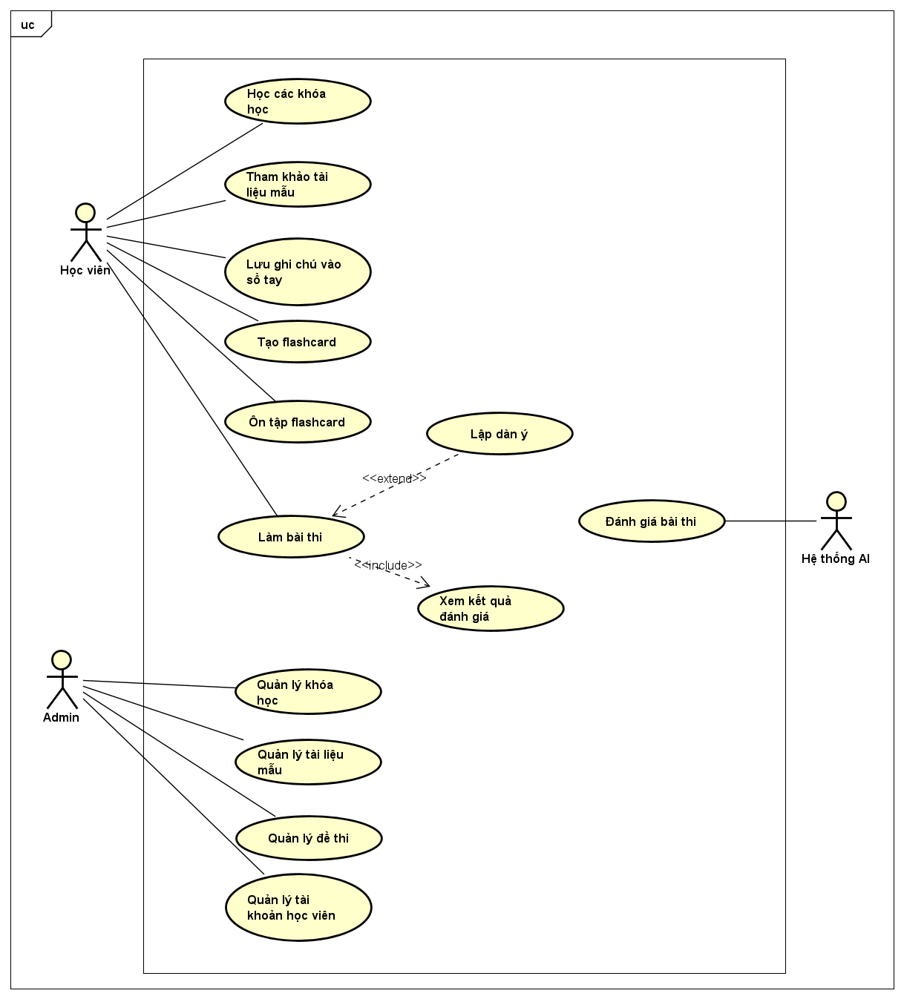 uc
Học các khóa
học
Tham khảo tài
liệu mẫu
Học viên
Lưu ghi chú vào
sổ tay
Tạo flashcard
Ôn tập flashcard
Lập dàn ý
<<extend>>
Làm bài thi
Đánh giá bài thi
Hệ thống AI
<<include>>
Xem kết quả
đánh giá
Admin
Quản lý khóa
học
Quản lý tài liệu
mẫu
Quản lý đề thi
Quản lý tài
khoản học viên